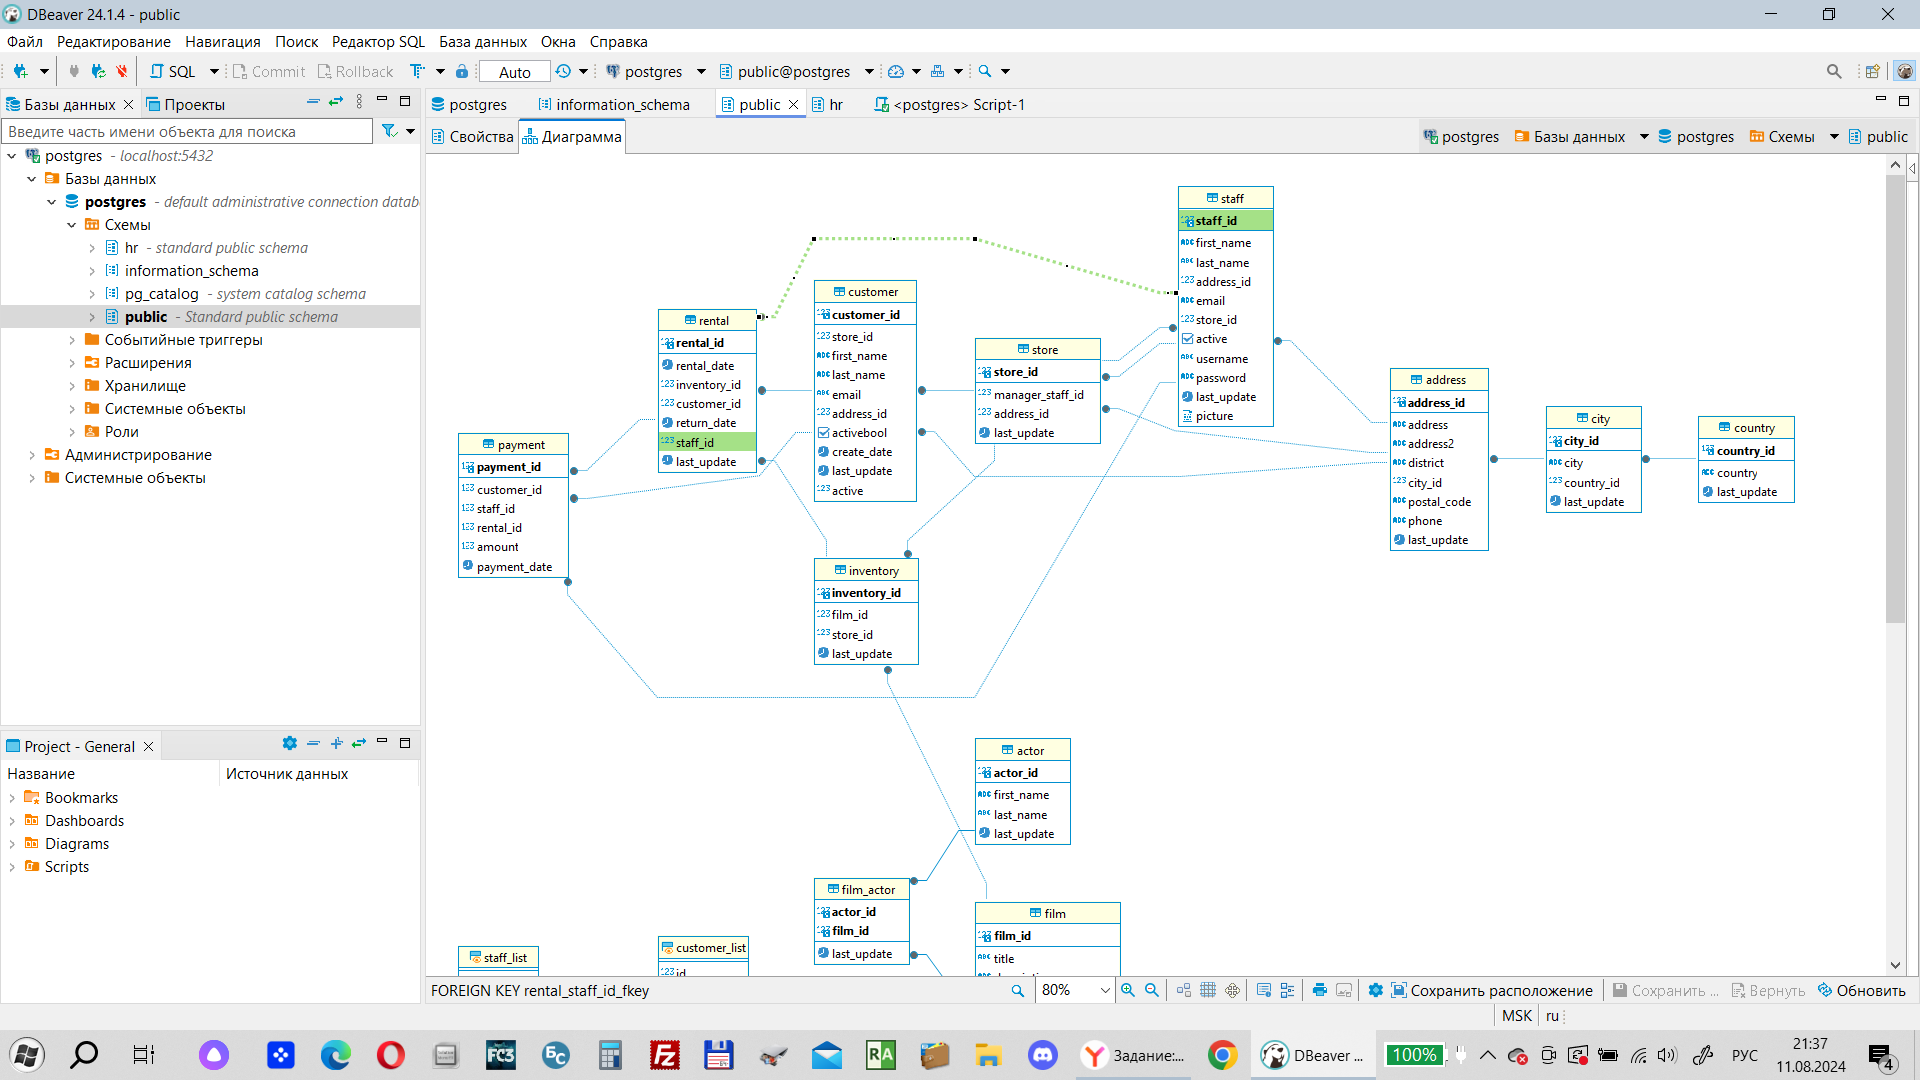 DBeaver 24.1.4 - public
Файл Редактирование Навигация Поиск Редактор SQL База данных Окна Справка
SQL Commit Rollback Auto postgres public@postgres
Базы данных Проекты
postgres information_schema public hr <postgres> Script-1
Введите часть имени объекта для поиска
Свойства Диаграмма
postgres Базы данных postgres Схемы public
postgres - localhost:5432
Базы данных
postgres - default administrative connection datab
Схемы
hr - standard public schema
information_schema
pg_catalog - system catalog schema
public - Standard public schema
Событийные триггеры
Расширения
Хранилище
Системные объекты
Роли
Администрирование
Системные объекты
Project - General
Название Источник данных
Bookmarks
Dashboards
Diagrams
Scripts
staff
staff_id
first_name
last_name
address_id
email
store_id
active
username
password
last_update
picture
customer
customer_id
store_id
first_name
last_name
email
address_id
activebool
create_date
last_update
active
rental
rental_id
rental_date
inventory_id
customer_id
return_date
staff_id
last_update
store
store_id
manager_staff_id
address_id
last_update
address
address_id
address
address2
district
city_id
postal_code
phone
last_update
city
city_id
city
country_id
last_update
country
country_id
country
last_update
payment
payment_id
customer_id
staff_id
rental_id
amount
payment_date
inventory
inventory_id
film_id
store_id
last_update
actor
actor_id
first_name
last_name
last_update
film_actor
actor_id
film_id
last_update
film
film_id
title
staff_list
customer_list
id
FOREIGN KEY rental_staff_id_fkey
80%
Сохранить расположение Сохранить ... Вернуть Обновить
MSK ru
FC3
БС
RA
Задание:...
DBeaver ...
100%
РУС
21:37
11.08.2024
4